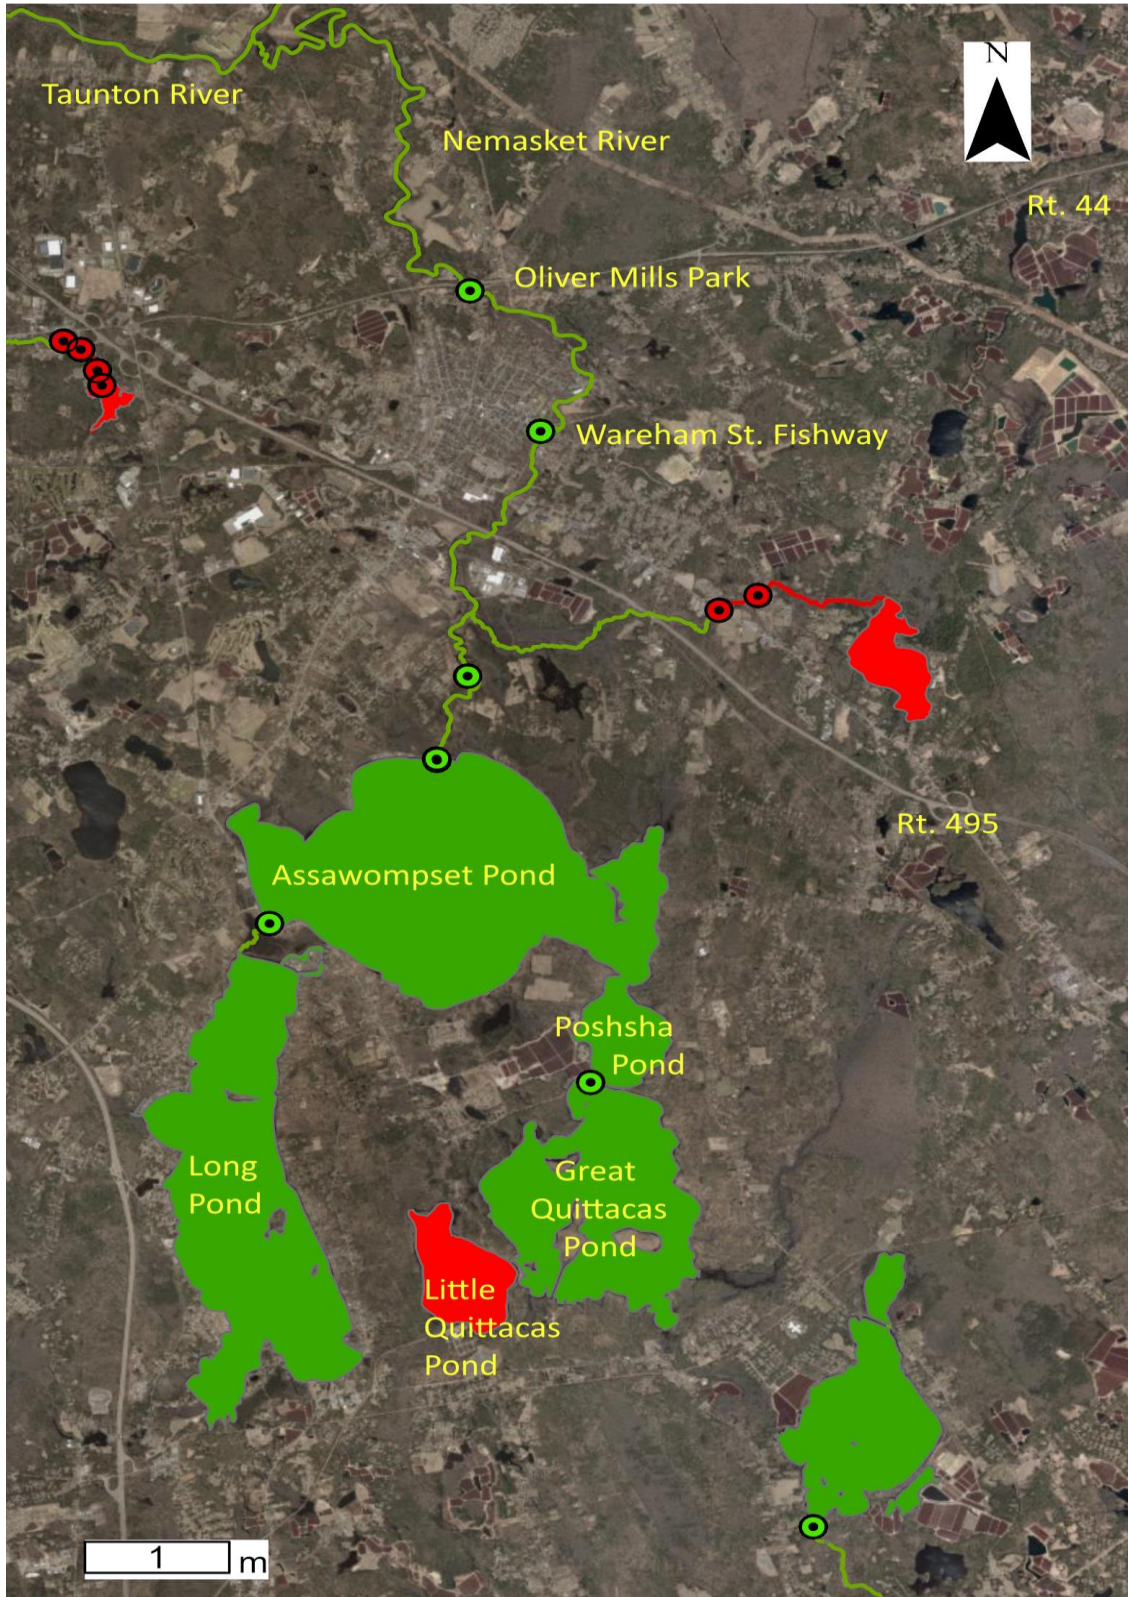 N
Taunton River
Nemasket River
Rt. 44
Oliver Mills Park
Wareham St. Fishway
Rt. 495
Assawompset Pond
Poshsha
Pond
Long
Pond
Great
Quittacas
Pond
Little
Quittacas
Pond
1 m